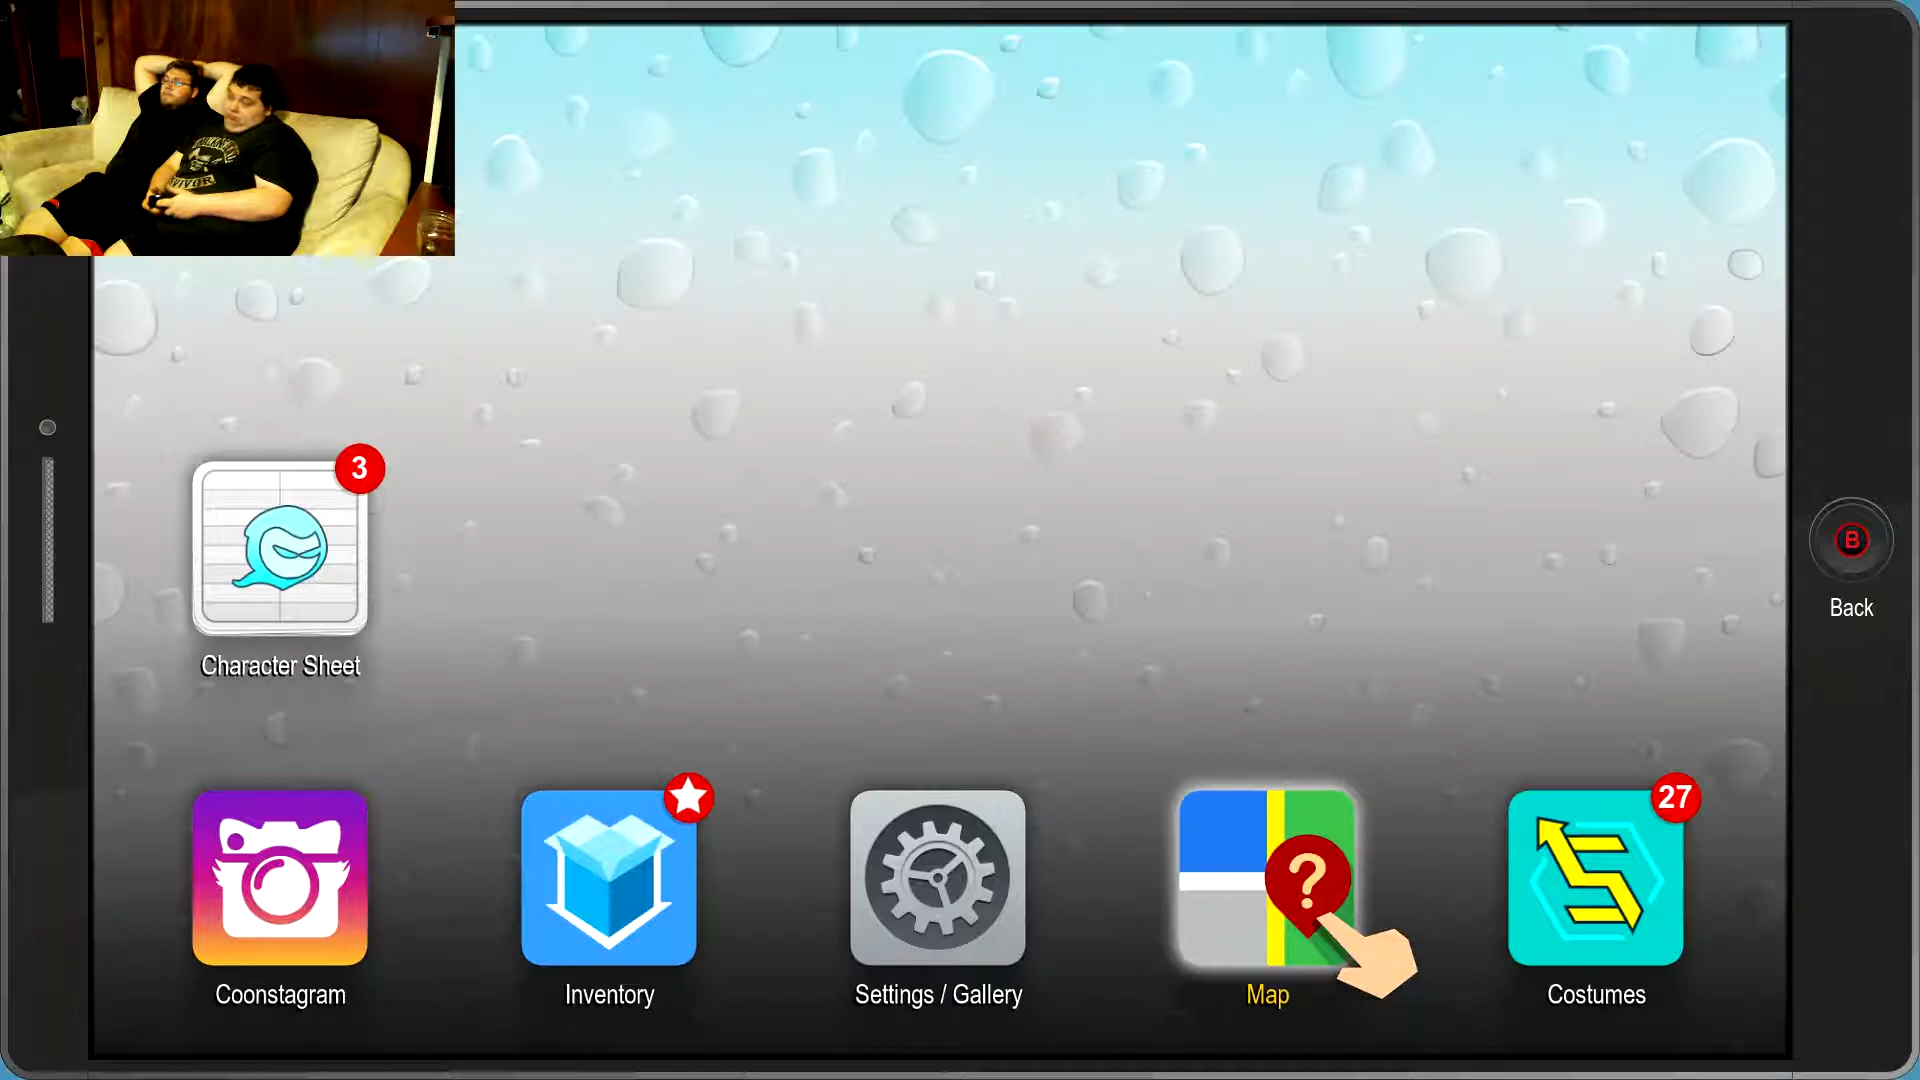 3
Character Sheet
B
Back
27
?
Coonstagram
Inventory
Settings / Gallery
Map
Costumes